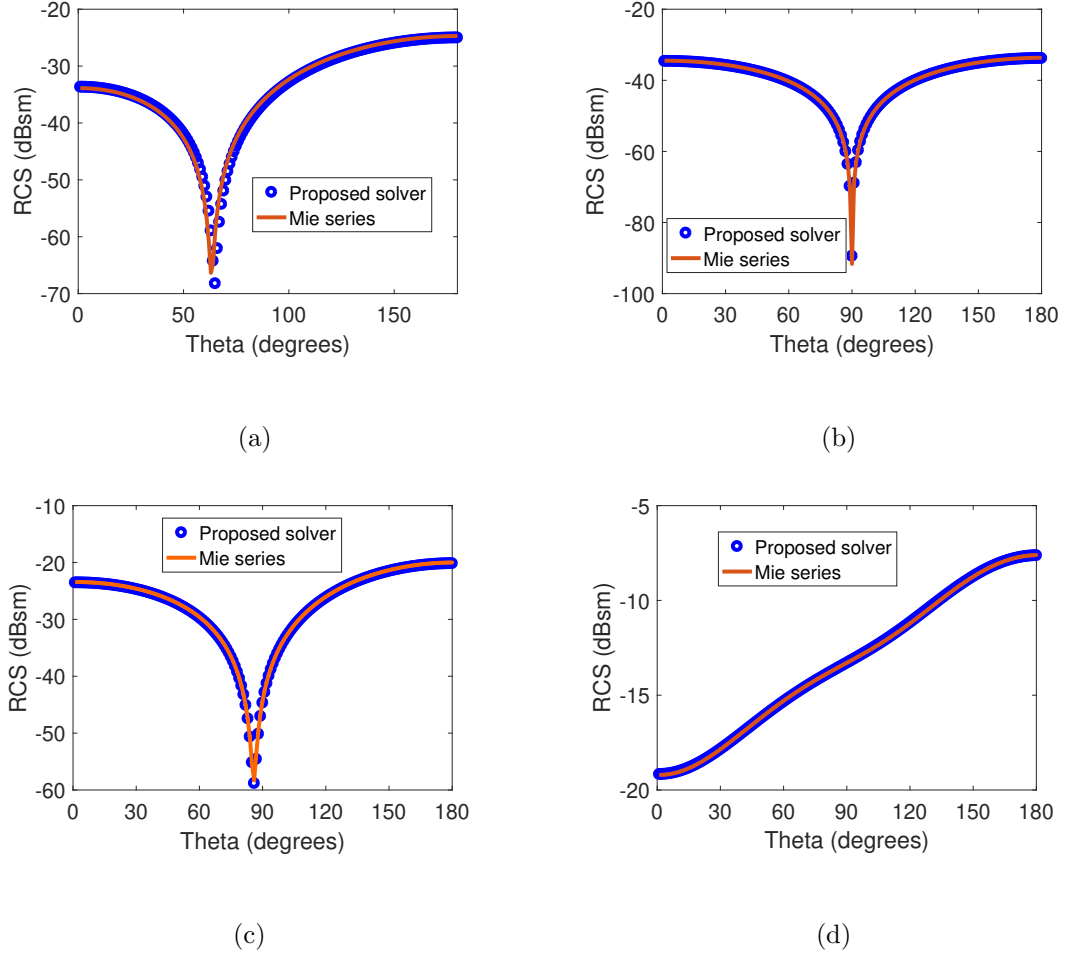 -20
-30
-40
-50
-60
-70
RCS (dBsm)
Proposed solver
Mie series
0
50
100
150
Theta (degrees)
(a)
-20
-40
-60
-80
-100
RCS (dBsm)
Proposed solver
Mie series
0
30
60
90
120
150
180
Theta (degrees)
(b)
-10
-20
-30
-40
-50
-60
RCS (dBsm)
Proposed solver
Mie series
0
30
60
90
120
150
180
Theta (degrees)
(c)
-5
-10
-15
-20
RCS (dBsm)
Proposed solver
Mie series
0
30
60
90
120
150
180
Theta (degrees)
(d)